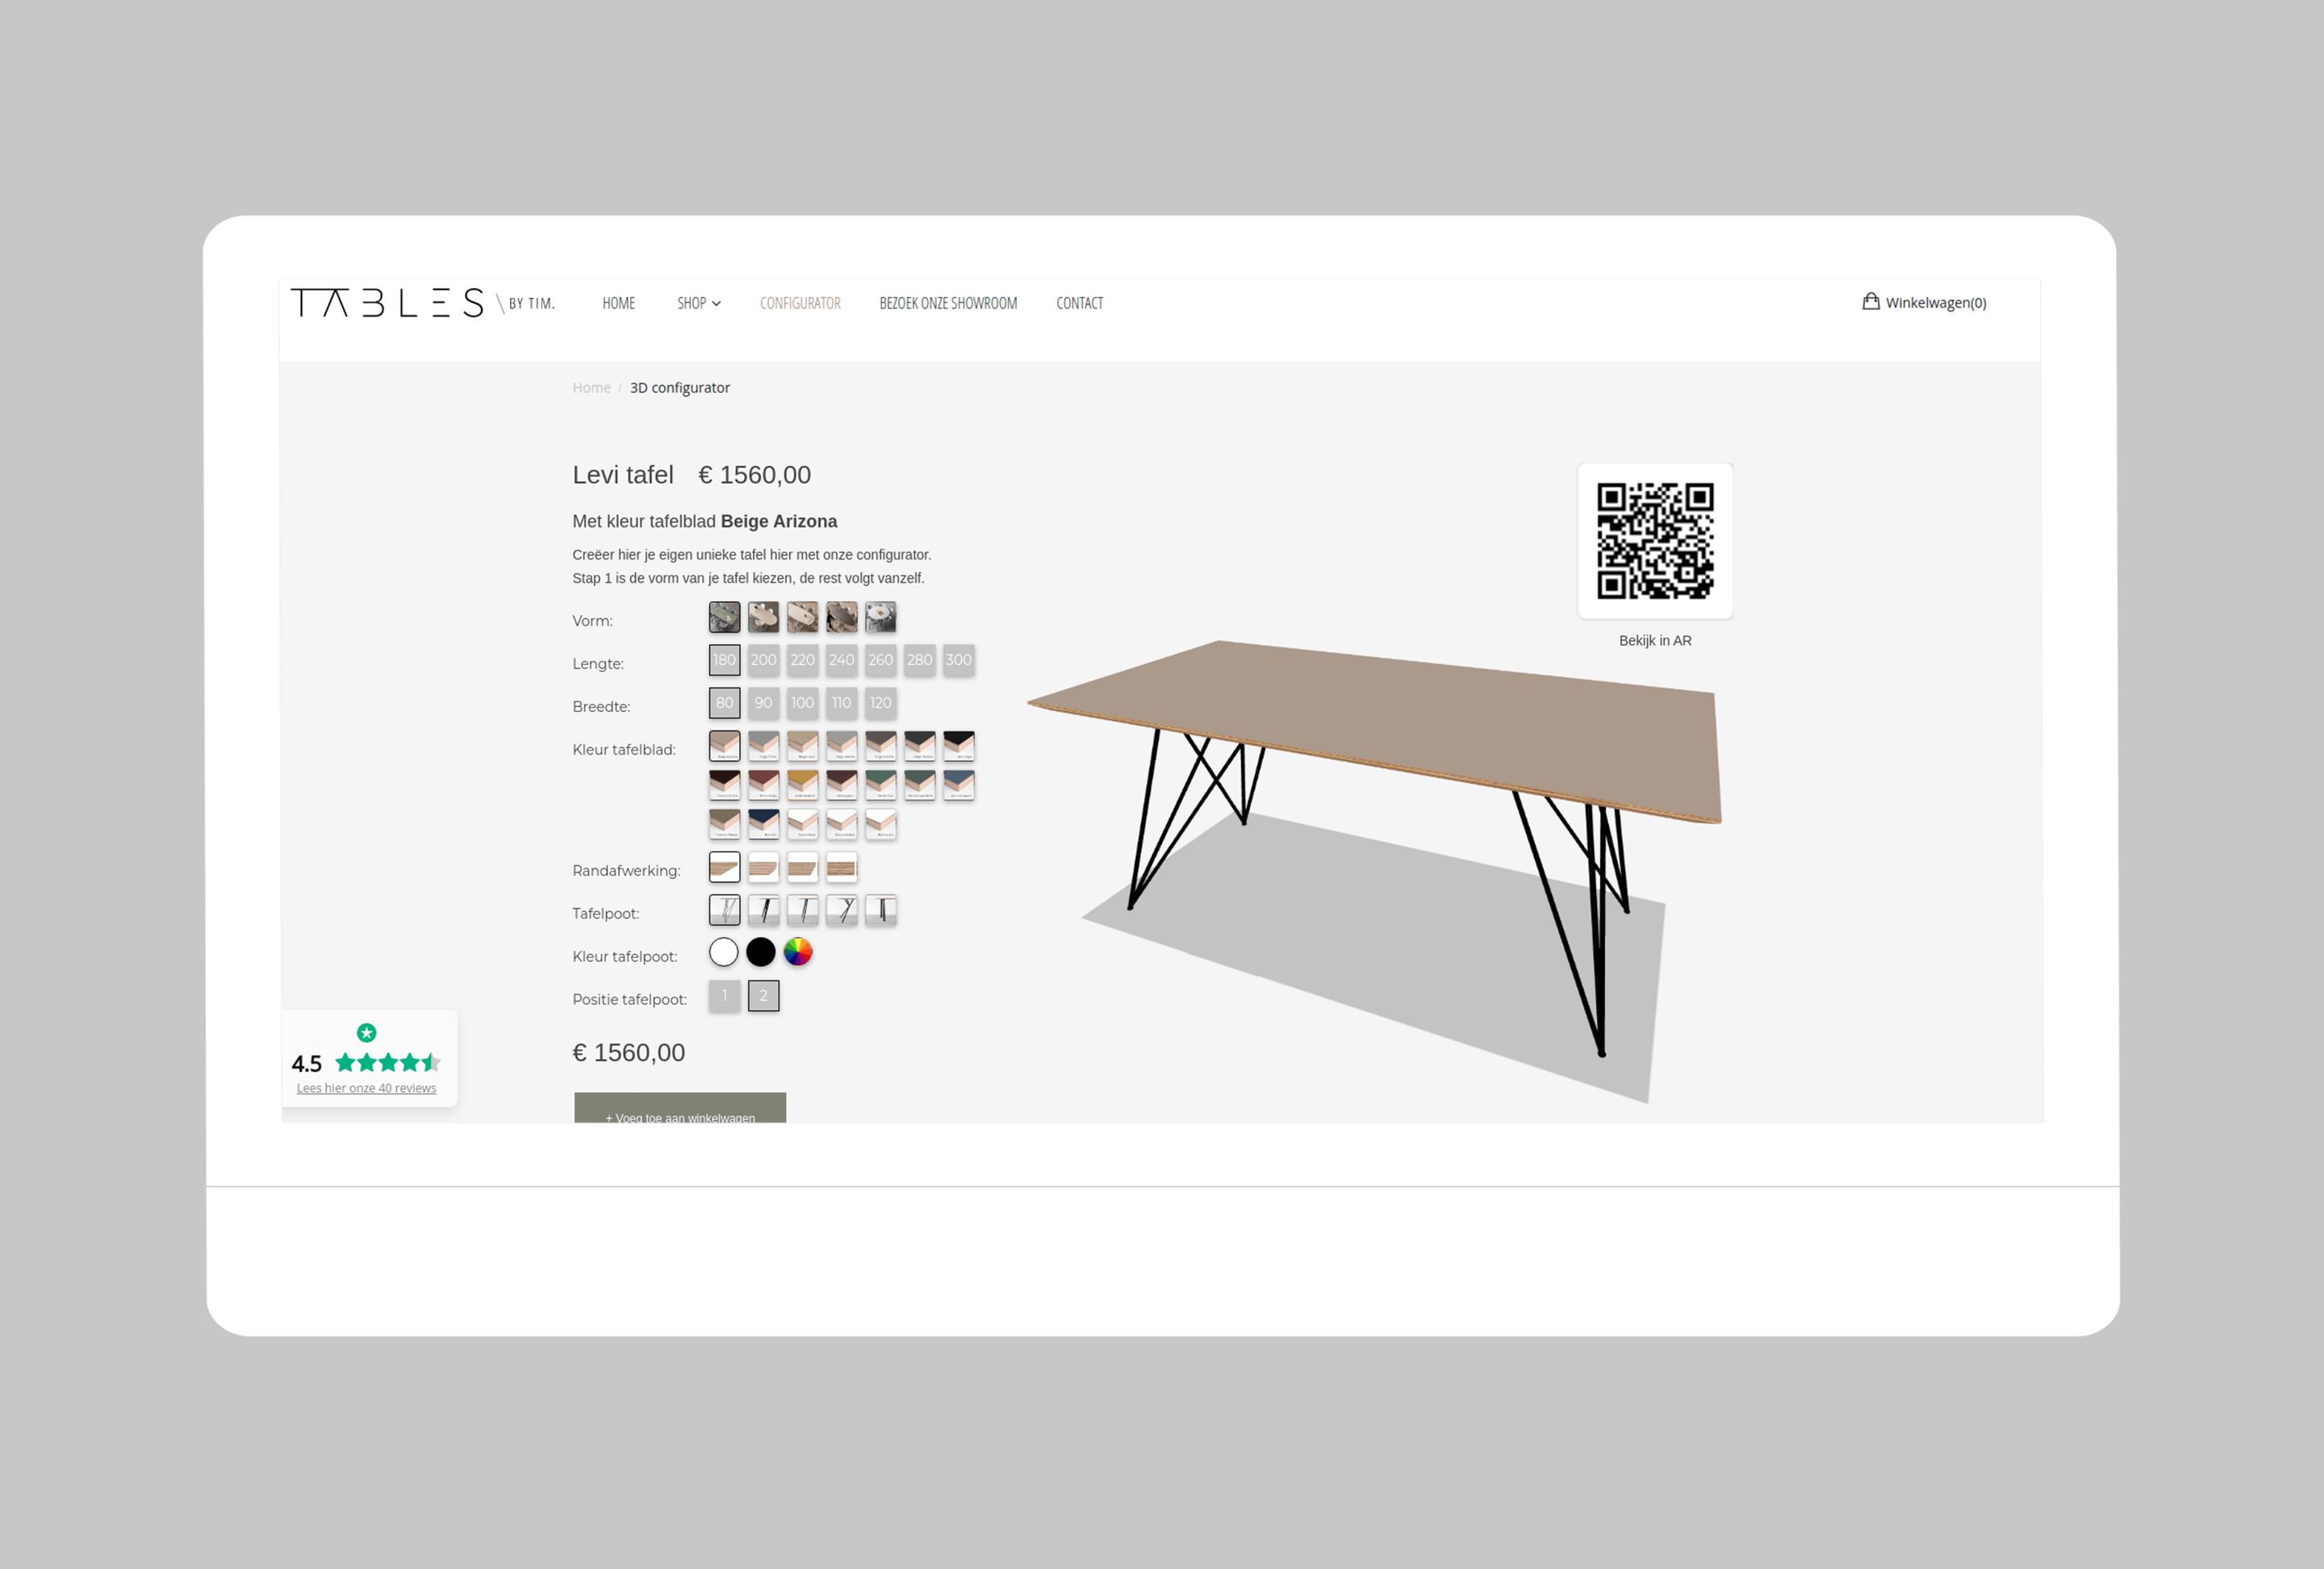 TABLES \ BY TIM.
HOME
SHOP
CONFIGURATOR
BEZOEK ONZE SHOWROOM
CONTACT
Winkelwagen(0)
Home / 3D configurator
Levi tafel € 1560,00
Met kleur tafelblad Beige Arizona
Creëer hier je eigen unieke tafel hier met onze configurator.
Stap 1 is de vorm van je tafel kiezen, de rest volgt vanzelf.
Bekijk in AR
Vorm:
Lengte: 180 200 220 240 260 280 300
Breedte: 80 90 100 110 120
Kleur tafelblad:
Randafwerking:
Tafelpoot:
Kleur tafelpoot:
Positie tafelpoot: 1 2
€ 1560,00
+ Voeg toe aan winkelwagen
4.5
Lees hier onze 40 reviews